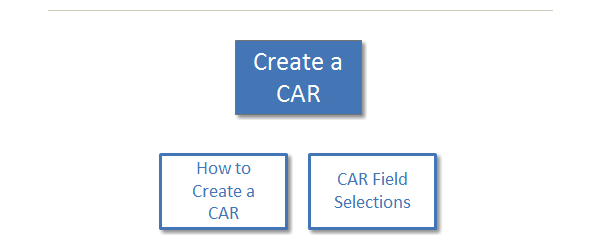 Create a
CAR
How to
Create a
CAR
CAR Field
Selections